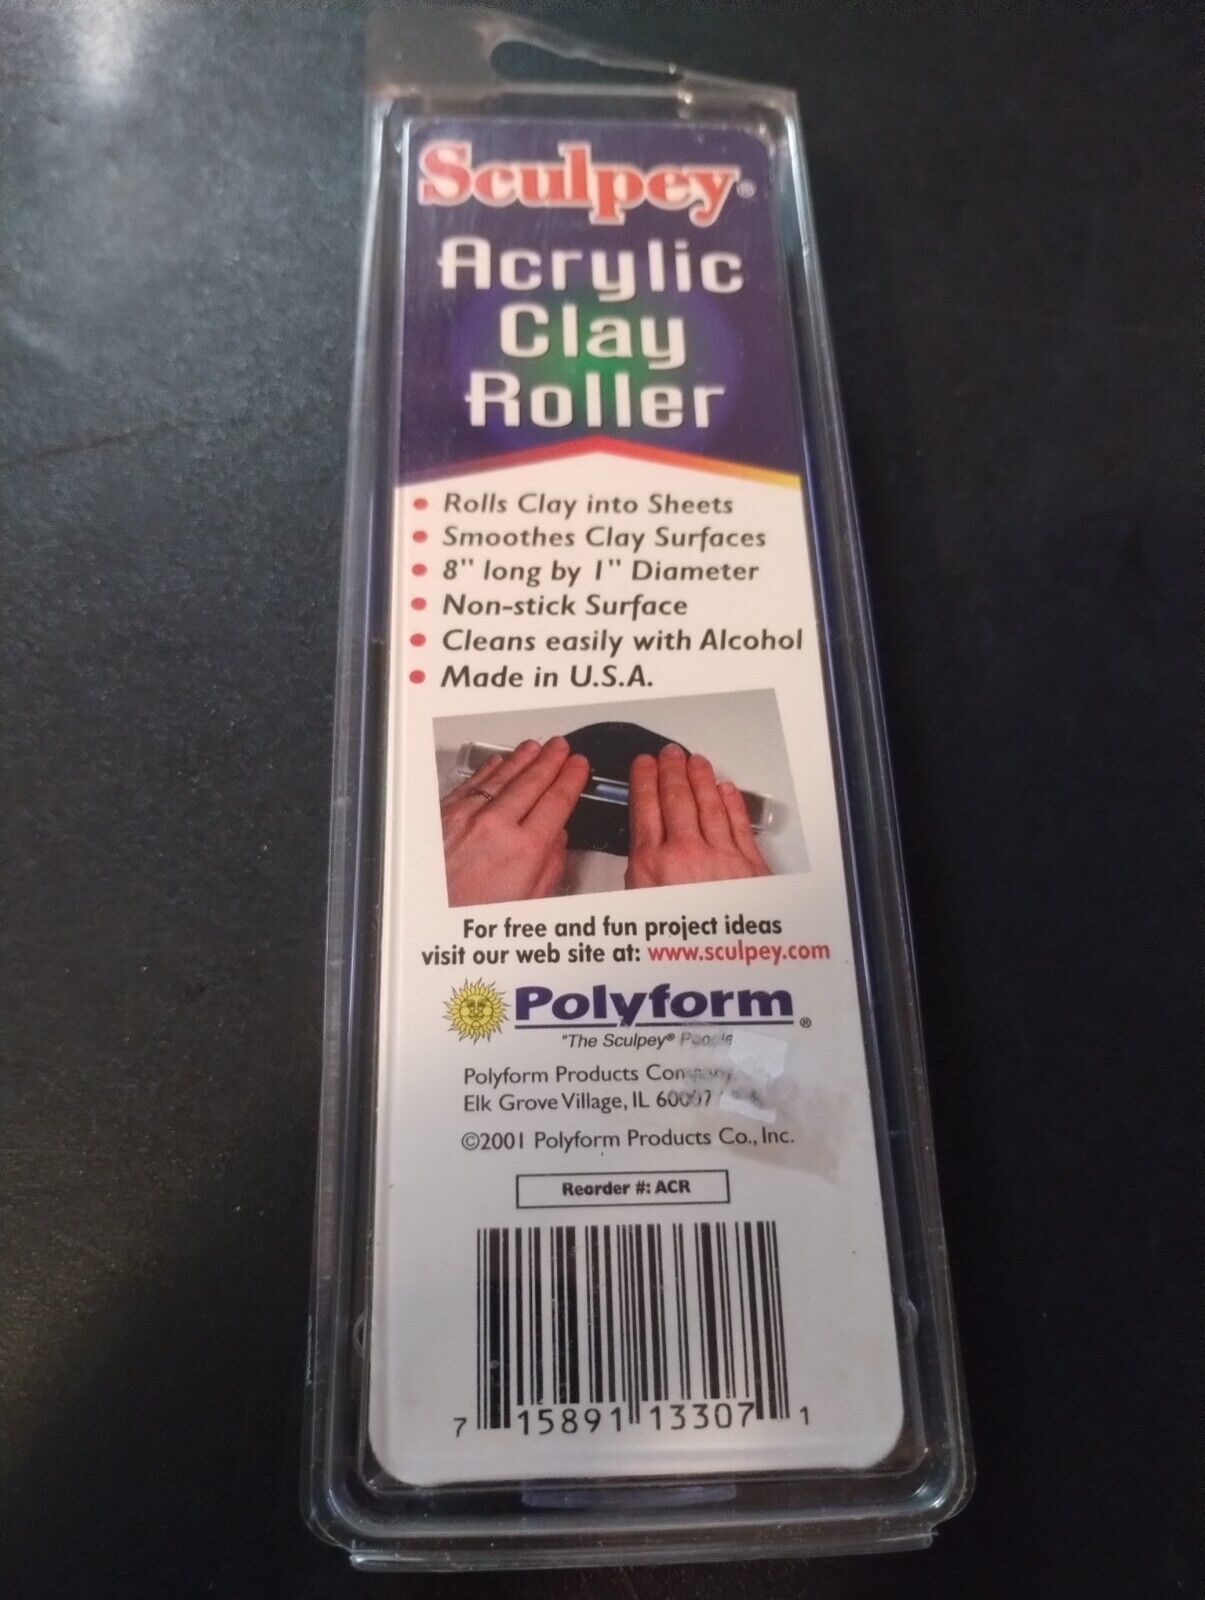 Sculpey®
Acrylic
Clay
Roller
• Rolls Clay into Sheets
• Smoothes Clay Surfaces
• 8" long by 1" Diameter
• Non-stick Surface
• Cleans easily with Alcohol
• Made in U.S.A.
For free and fun project ideas
visit our web site at: www.sculpey.com
Polyform®
"The Sculpey® People
Polyform Products Company,
Elk Grove Village, IL 60007
©2001 Polyform Products Co., Inc.
Reorder #: ACR
7 15891 13307 1